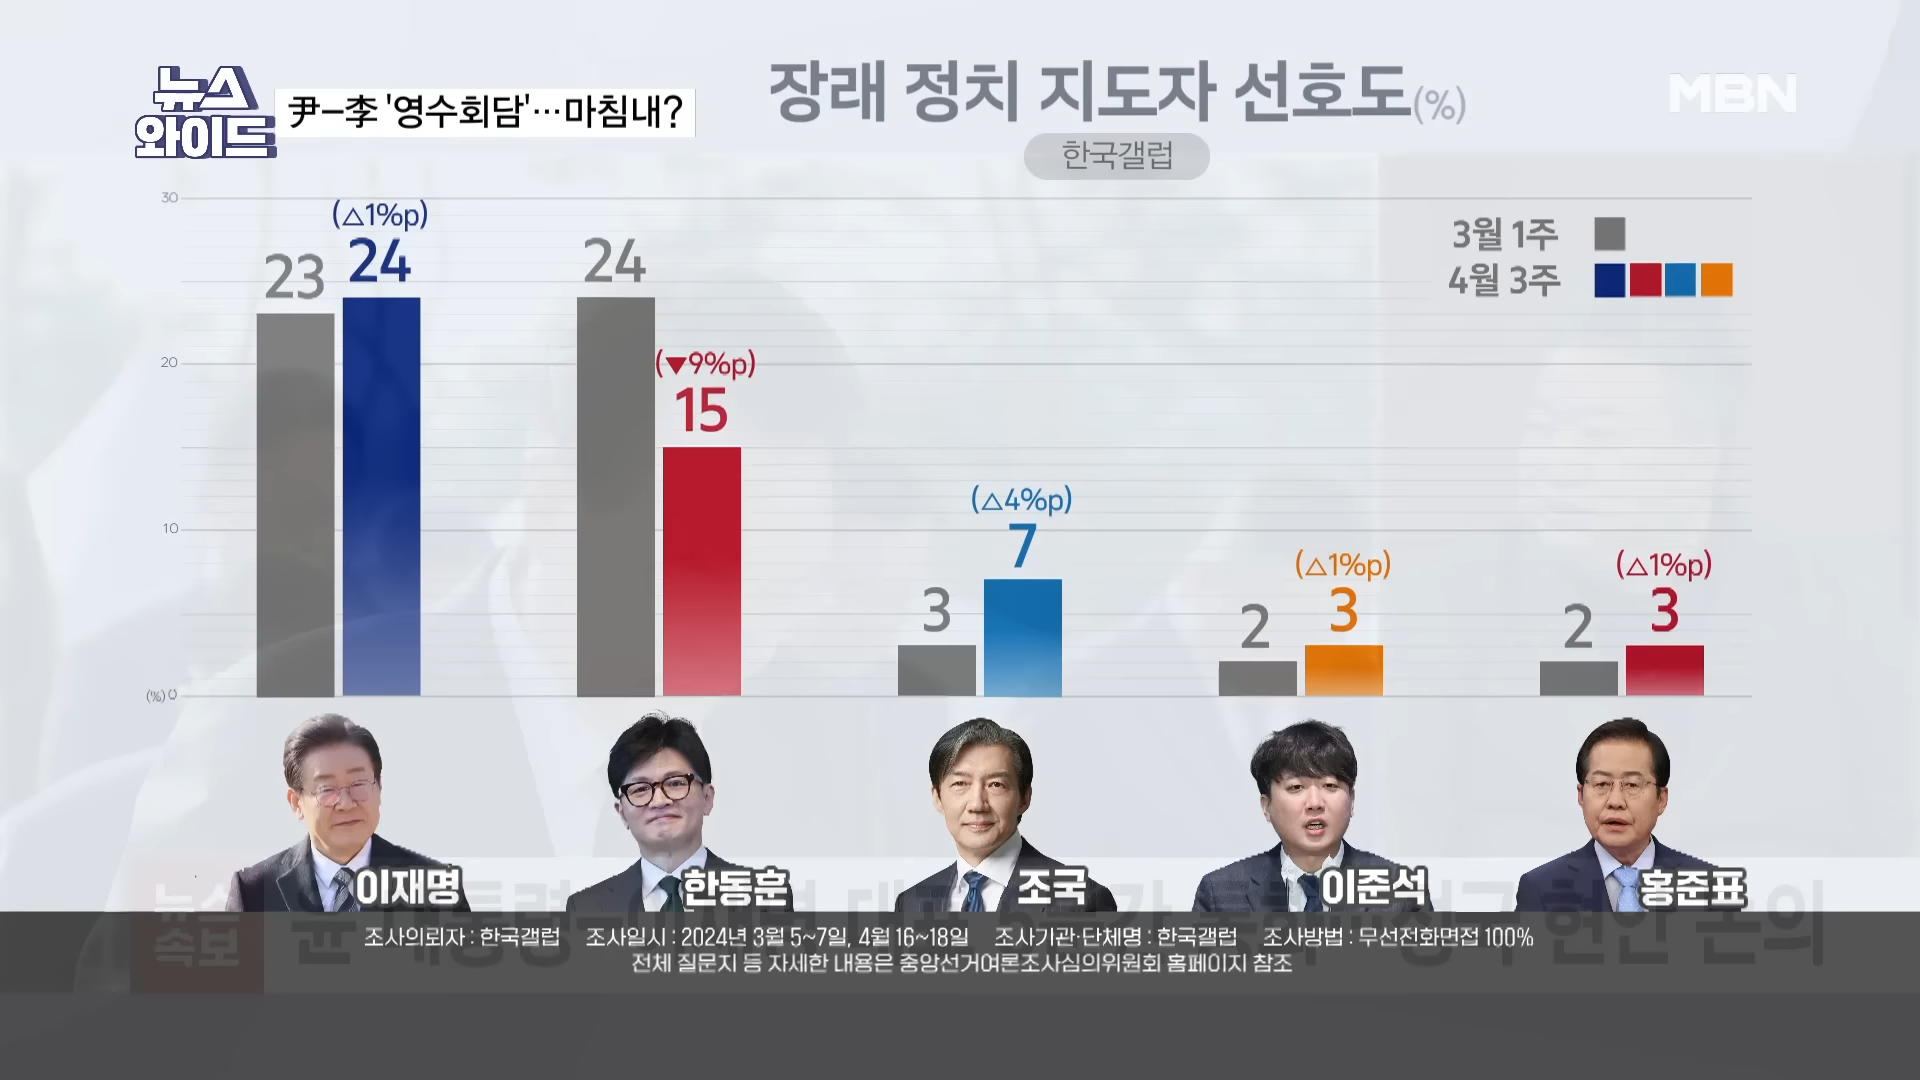 뉴스
와이드
尹-李 '영수회담'…마침내?
장래 정치 지도자 선호도(%)
MBN
한국갤럽
3월 1주
4월 3주
30
20
10
(%) 0
23
(△1%p)
24
24
(▼9%p)
15
3
(△4%p)
7
2
(△1%p)
3
2
(△1%p)
3
이재명
한동훈
조국
이준석
홍준표
뉴스
속보
조사의뢰자 : 한국갤럽 조사일시 : 2024년 3월 5~7일, 4월 16~18일 조사기관·단체명 : 한국갤럽 조사방법 : 무선전화면접 100%
전체 질문지 등 자세한 내용은 중앙선거여론조사심의위원회 홈페이지 참조